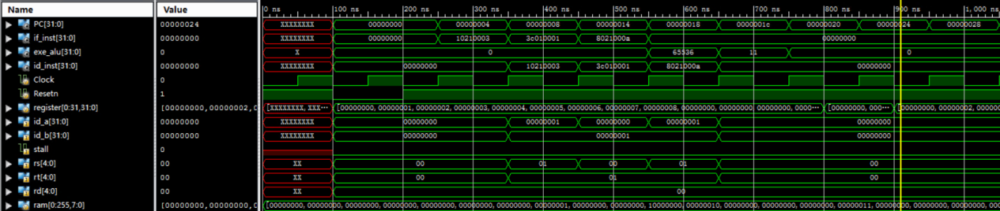 Name Value 0 ns 100 ns 200 ns 300 ns 400 ns 500 ns 600 ns 700 ns 800 ns 900 ns 1,000 ns
PC[31:0] 00000024 XXXXXXXX 00000000 00000004 00000008 00000014 00000018 0000001c 00000020 00000024 00000028
if_inst[31:0] 00000000 XXXXXXXX 00000000 10210003 3c010001 8021000a 00000000
exe_alu[31:0] 0 X 0 65536 11 0
id_inst[31:0] 00000000 XXXXXXXX 00000000 10210003 3c010001 8021000a 00000000
Clock 0
Resetn 1
register[0:31,31:0] [00000000,00000002,0 [XXXXXXXX, XXX... [00000000, 00000001, 00000002, 00000003, 00000004, 00000005, 00000006, 00000007, 00000008, 00000000, 00000000, 00000000, 0000... [00000000, 000... [00000000, 00000002, 00000
id_a[31:0] 00000000 XXXXXXXX 00000000 00000001 00000000 00000001 00000000
id_b[31:0] 00000000 XXXXXXXX 00000000 00000001 00000000
stall 0
rs[4:0] 00 XX 00 01 00 01 00
rt[4:0] 00 XX 00 01 00
rd[4:0] 00 XX 00
ram[0:255,7:0] [00000000,00000000,0 [00000000, 00000000, 00000000, 00000000, 00000000, 00000000, 00000000, 00000001, 00000000, 00000000, 10000000, 00000010, 00000000, 00000000, 00000000, 00000011, 00000000, 00000000, 00000